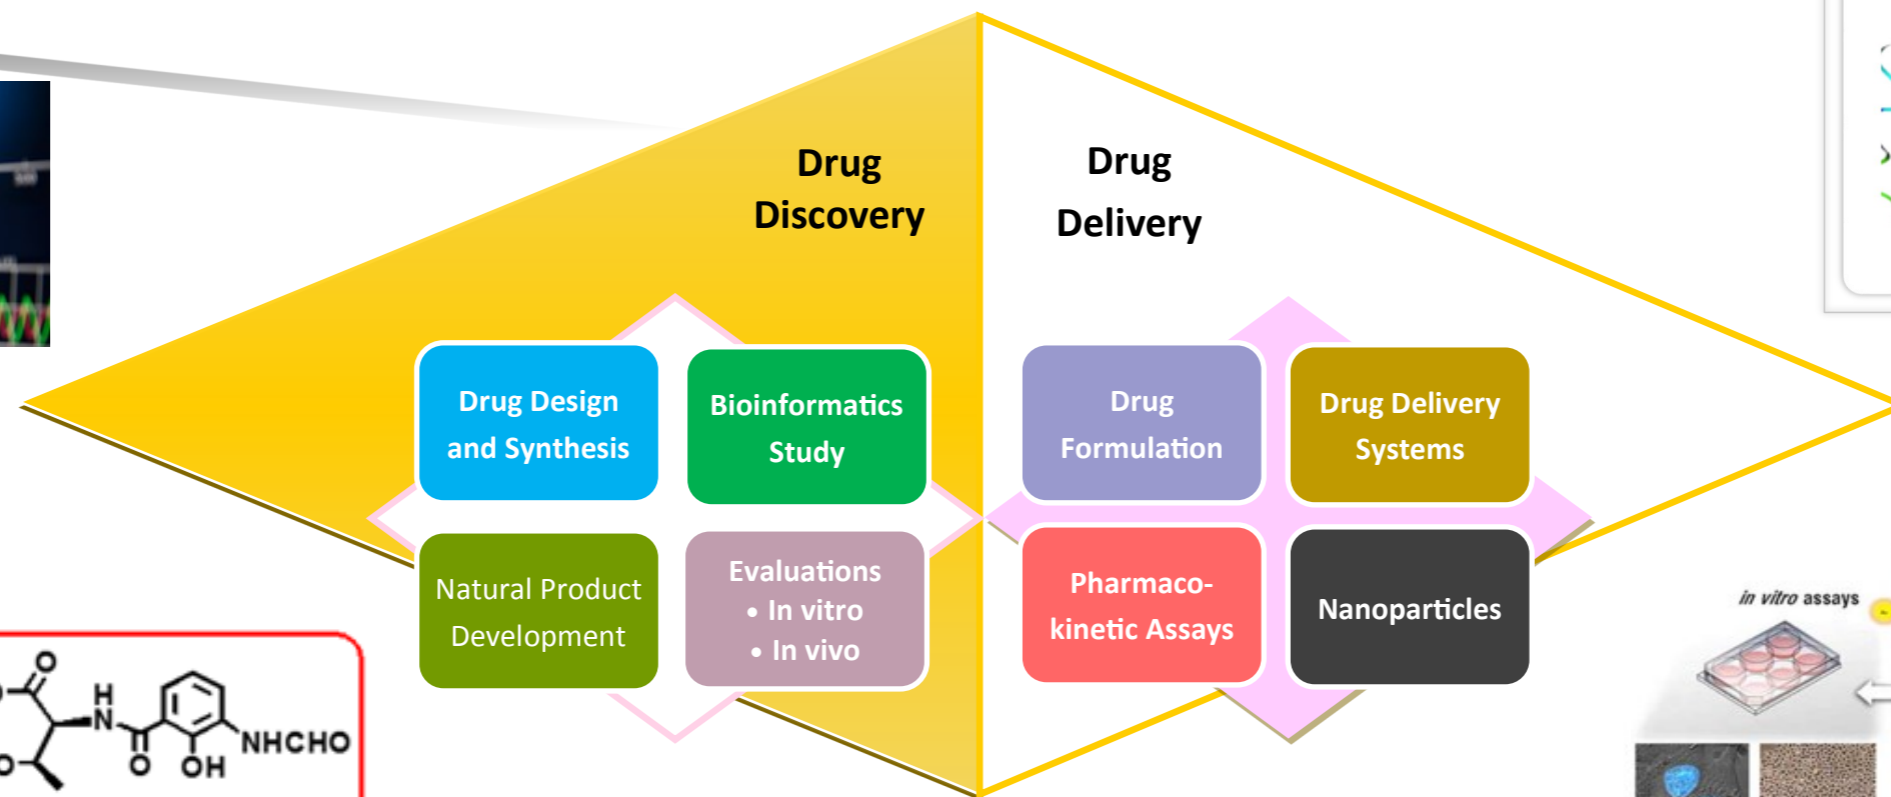 Drug
Discovery
Drug
Delivery
Drug Design
and Synthesis
Bioinformatics
Study
Drug
Formulation
Drug Delivery
Systems
Natural Product
Development
Evaluations
• In vitro
• In vivo
Pharmaco-
kinetic Assays
Nanoparticles
in vitro assays
O
H
N
O
OH
NHCHO
O